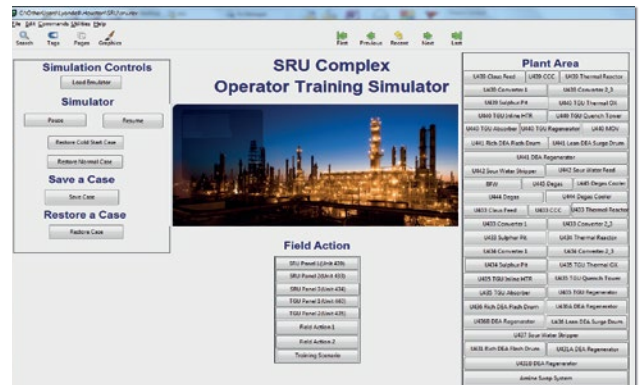 File Edit Commands Utilities Help
Search Tags Pages Graphics First Previous Recent Next Last
Simulation Controls
Load Emulator
Simulator
Pause Resume
Restore Cold Start Case
Restore Normal Case
Save a Case
Save Case
Restore a Case
Restore Case
SRU Complex
Operator Training Simulator
Field Action
SRU Panel 1(Unit 439)
SRU Panel 2(Unit 433)
SRU Panel 3(Unit 434)
TGU Panel 1(Unit 440)
TGU Panel 2(Unit 435)
Field Action 1
Field Action 2
Training Scenario
Plant Area
U439 Claus Feed U439 CCC U439 Thermal Reactor
U439 Converter 1 U439 Converter 2_3
U439 Sulphur Pit U440 TGU Thermal OX
U440 TGU Inline HTR U440 TGU Quench Tower
U440 TGU Absorber U440 TGU Regenerator U440 MOV
U441 Rich DEA Flash Drum U441 Lean DEA Surge Drum
U441 DEA Regenerator
U442 Sour Water Stripper U442 Sour Water Feed
BFW U445 Degas U445 Degas Cooler
U444 Degas U444 Degas Cooler
U433 Claus Feed U433 CCC U433 Thermal Reactor
U433 Converter 1 U433 Converter 2_3
U433 Sulphur Pit U434 Thermal Reactor
U434 Converter 1 U434 Converter 2_3
U434 Sulphur Pit U435 TGU Thermal OX
U435 TGU Inline HTR U435 TGU Quench Tower
U435 TGU Absorber U435 TGU Regenerator
U436 Rich DEA Flash Drum U436A DEA Regenerator
U436B DEA Regenerator U436 Lean DEA Surge Drum
U437 Sour Water Stripper
U431 Rich DEA Flash Drum U431A DEA Regenerator
U431B DEA Regenerator
Amine Swap System